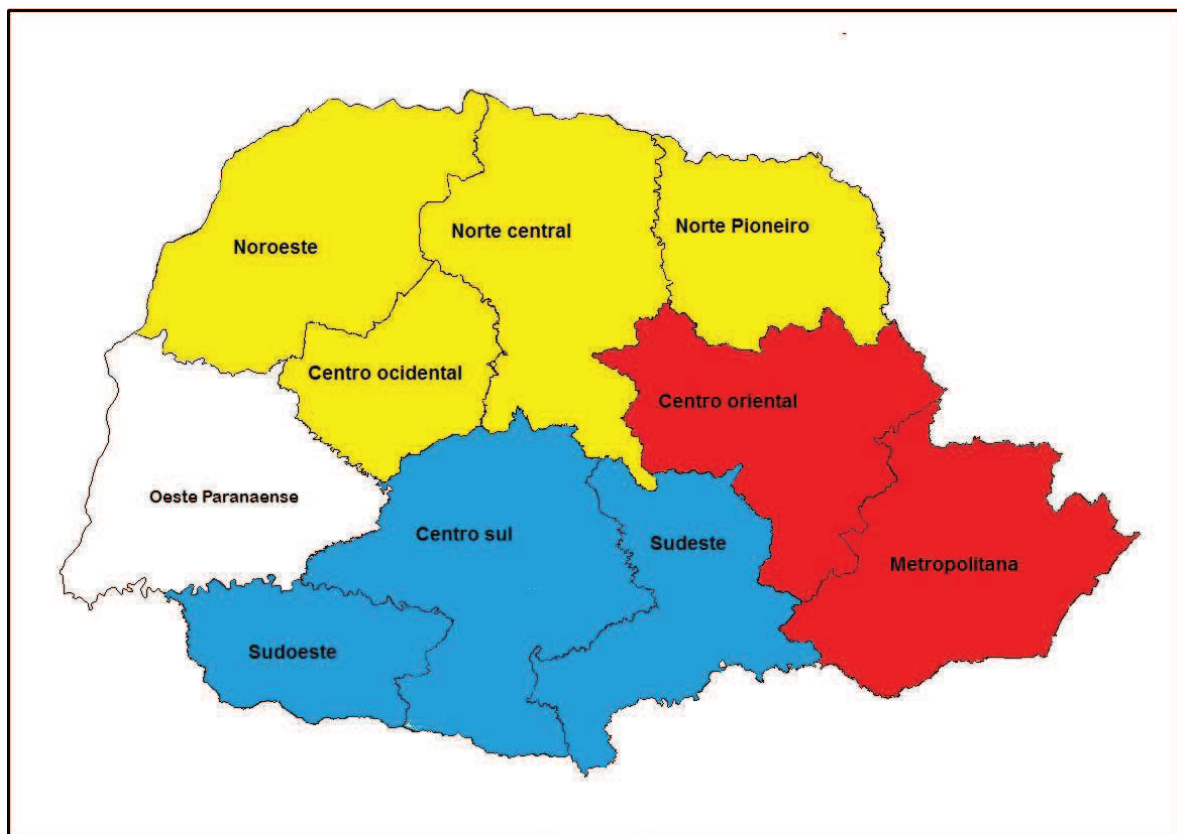 Norte Pioneiro
Norte central
Noroeste
Centro ocidental
Centro oriental
Oeste Paranaense
Centro sul
Sudeste
Metropolitana
Sudoeste